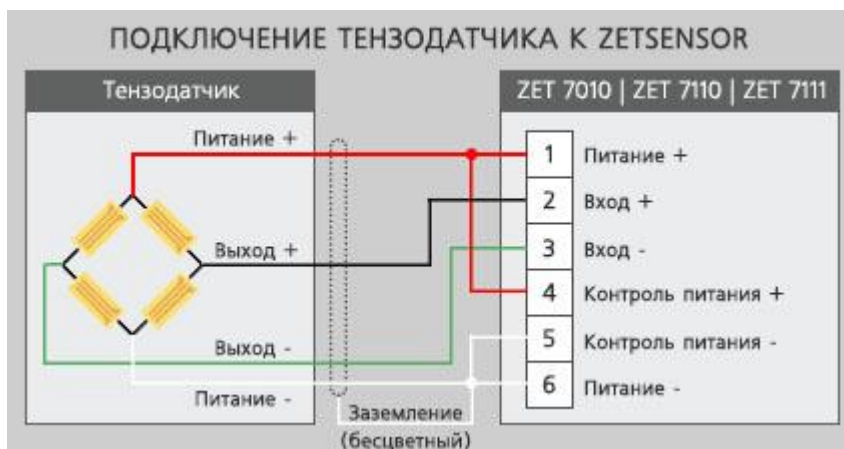 ПОДКЛЮЧЕНИЕ ТЕНЗОДАТЧИКА К ZETSENSOR
Тензодатчик
ZET 7010 | ZET 7110 | ZET 7111
Питание +
Выход +
Выход -
Питание -
Заземление
(бесцветный)
1 Питание +
2 Вход +
3 Вход -
4 Контроль питания +
5 Контроль питания -
6 Питание -